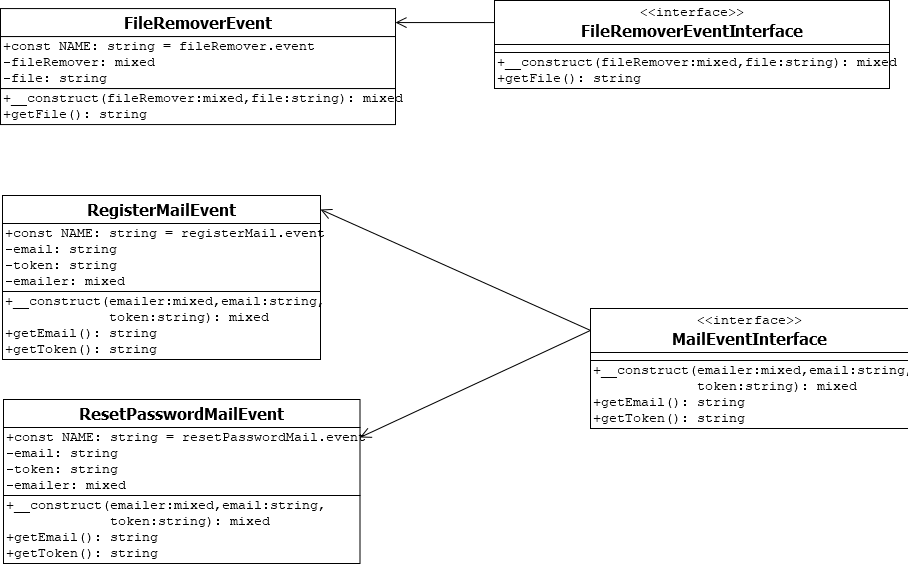 FileRemoverEvent
+const NAME: string = fileRemover.event
-fileRemover: mixed
-file: string
+__construct(fileRemover:mixed,file:string): mixed
+getFile(): string
<<interface>>
FileRemoverEventInterface
+__construct(fileRemover:mixed,file:string): mixed
+getFile(): string
RegisterMailEvent
+const NAME: string = registerMail.event
-email: string
-token: string
-emailer: mixed
+__construct(emailer:mixed,email:string,
token:string): mixed
+getEmail(): string
+getToken(): string
<<interface>>
MailEventInterface
+__construct(emailer:mixed,email:string,
token:string): mixed
+getEmail(): string
+getToken(): string
ResetPasswordMailEvent
+const NAME: string = resetPasswordMail.event
-email: string
-token: string
-emailer: mixed
+__construct(emailer:mixed,email:string,
token:string): mixed
+getEmail(): string
+getToken(): string